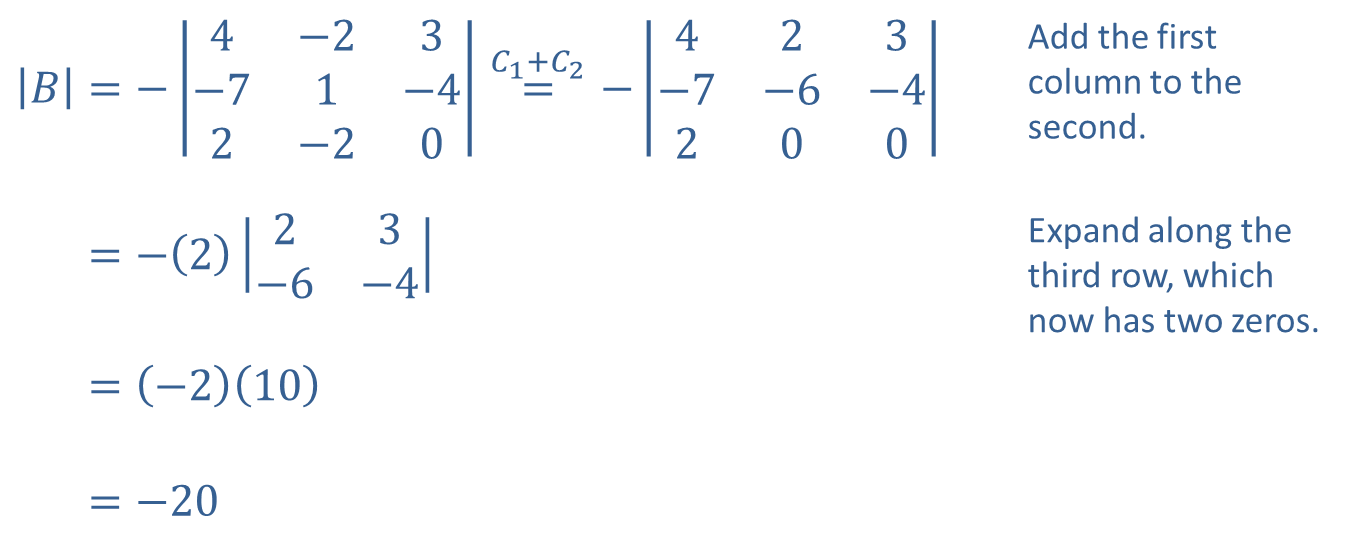 |B| = − | 4 −2 3 | C₁+C₂ = − | 4 2 3 |
| −7 1 −4 | | −7 −6 −4 |
| 2 −2 0 | | 2 0 0 |
Add the first
column to the
second.
= −(2) | 2 3 |
| −6 −4 |
Expand along the
third row, which
now has two zeros.
= (−2)(10)
= −20